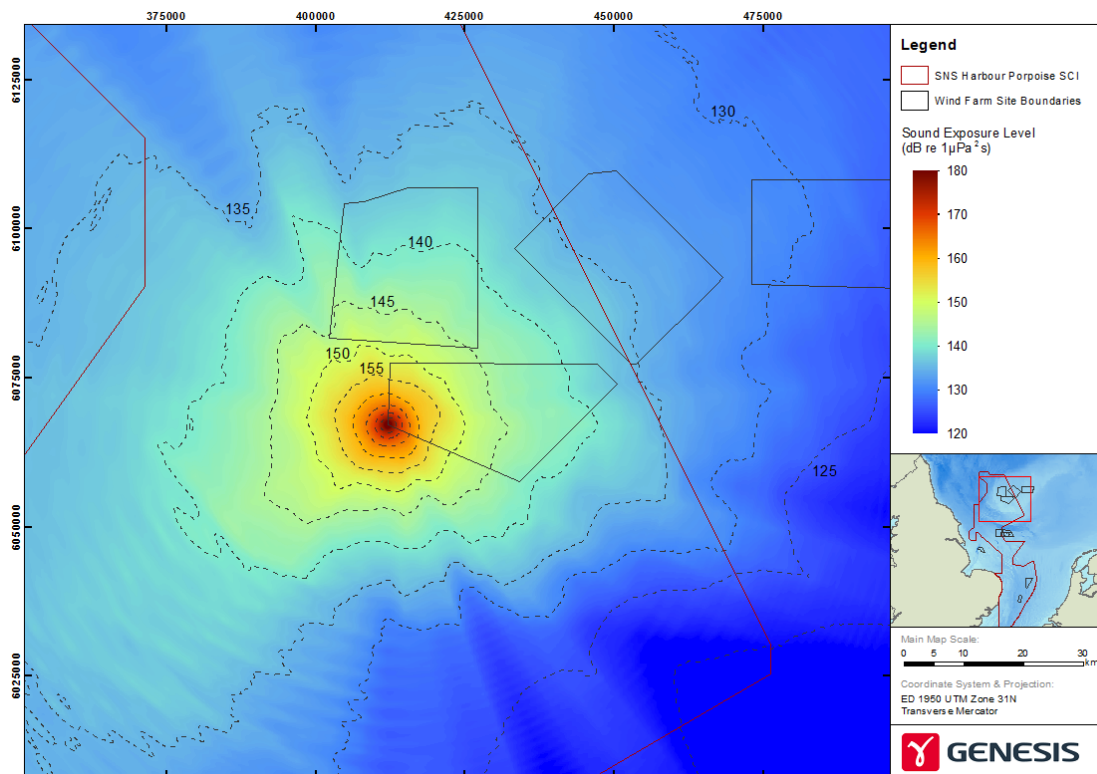 375000
400000
425000
450000
475000
6125000
6100000
6075000
6050000
6025000
130
135
140
145
150
155
125
Legend
SNS Harbour Porpoise SCI
Wind Farm Site Boundaries
Sound Exposure Level
(dB re 1µPa²s)
180
170
160
150
140
130
120
Main Map Scale:
0 5 10 20 30
km
Coordinate System & Projection:
ED 1950 UTM Zone 31N
Transverse Mercator
GENESIS